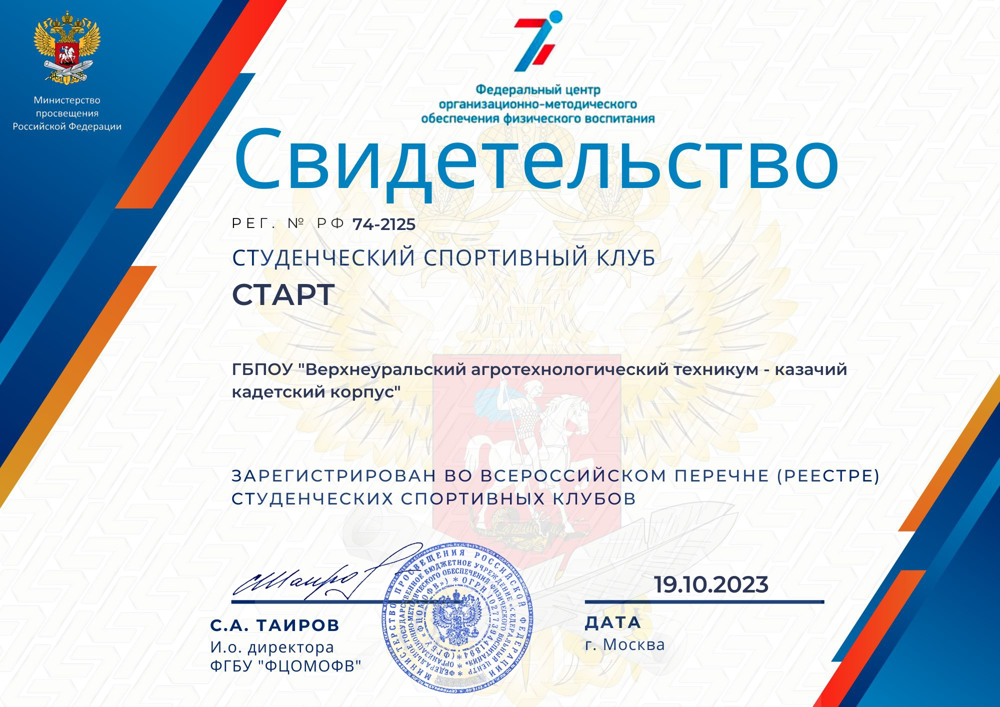 Министерство
просвещения
Российской Федерации
Федеральный центр
организационно-методического
обеспечения физического воспитания
Свидетельство
РЕГ. № РФ 74-2125
СТУДЕНЧЕСКИЙ СПОРТИВНЫЙ КЛУБ
СТАРТ
ГБПОУ "Верхнеуральский агротехнологический техникум - казачий
кадетский корпус"
ЗАРЕГИСТРИРОВАН ВО ВСЕРОССИЙСКОМ ПЕРЕЧНЕ (РЕЕСТРЕ)
СТУДЕНЧЕСКИХ СПОРТИВНЫХ КЛУБОВ
МИНИСТЕРСТВО ПРОСВЕЩЕНИЯ РОССИЙСКОЙ ФЕДЕРАЦИИ
ФЕДЕРАЛЬНОЕ ГОСУДАРСТВЕННОЕ БЮДЖЕТНОЕ УЧРЕЖДЕНИЕ «ФЕДЕРАЛЬНЫЙ ЦЕНТР
ОРГАНИЗАЦИОННО-МЕТОДИЧЕСКОГО ОБЕСПЕЧЕНИЯ ФИЗИЧЕСКОГО ВОСПИТАНИЯ»
(ФГБУ «ФЦОМОФВ») * ОГРН 1027739441894 *
19.10.2023
С.А. ТАИРОВ
И.о. директора
ФГБУ "ФЦОМОФВ"
ДАТА
г. Москва